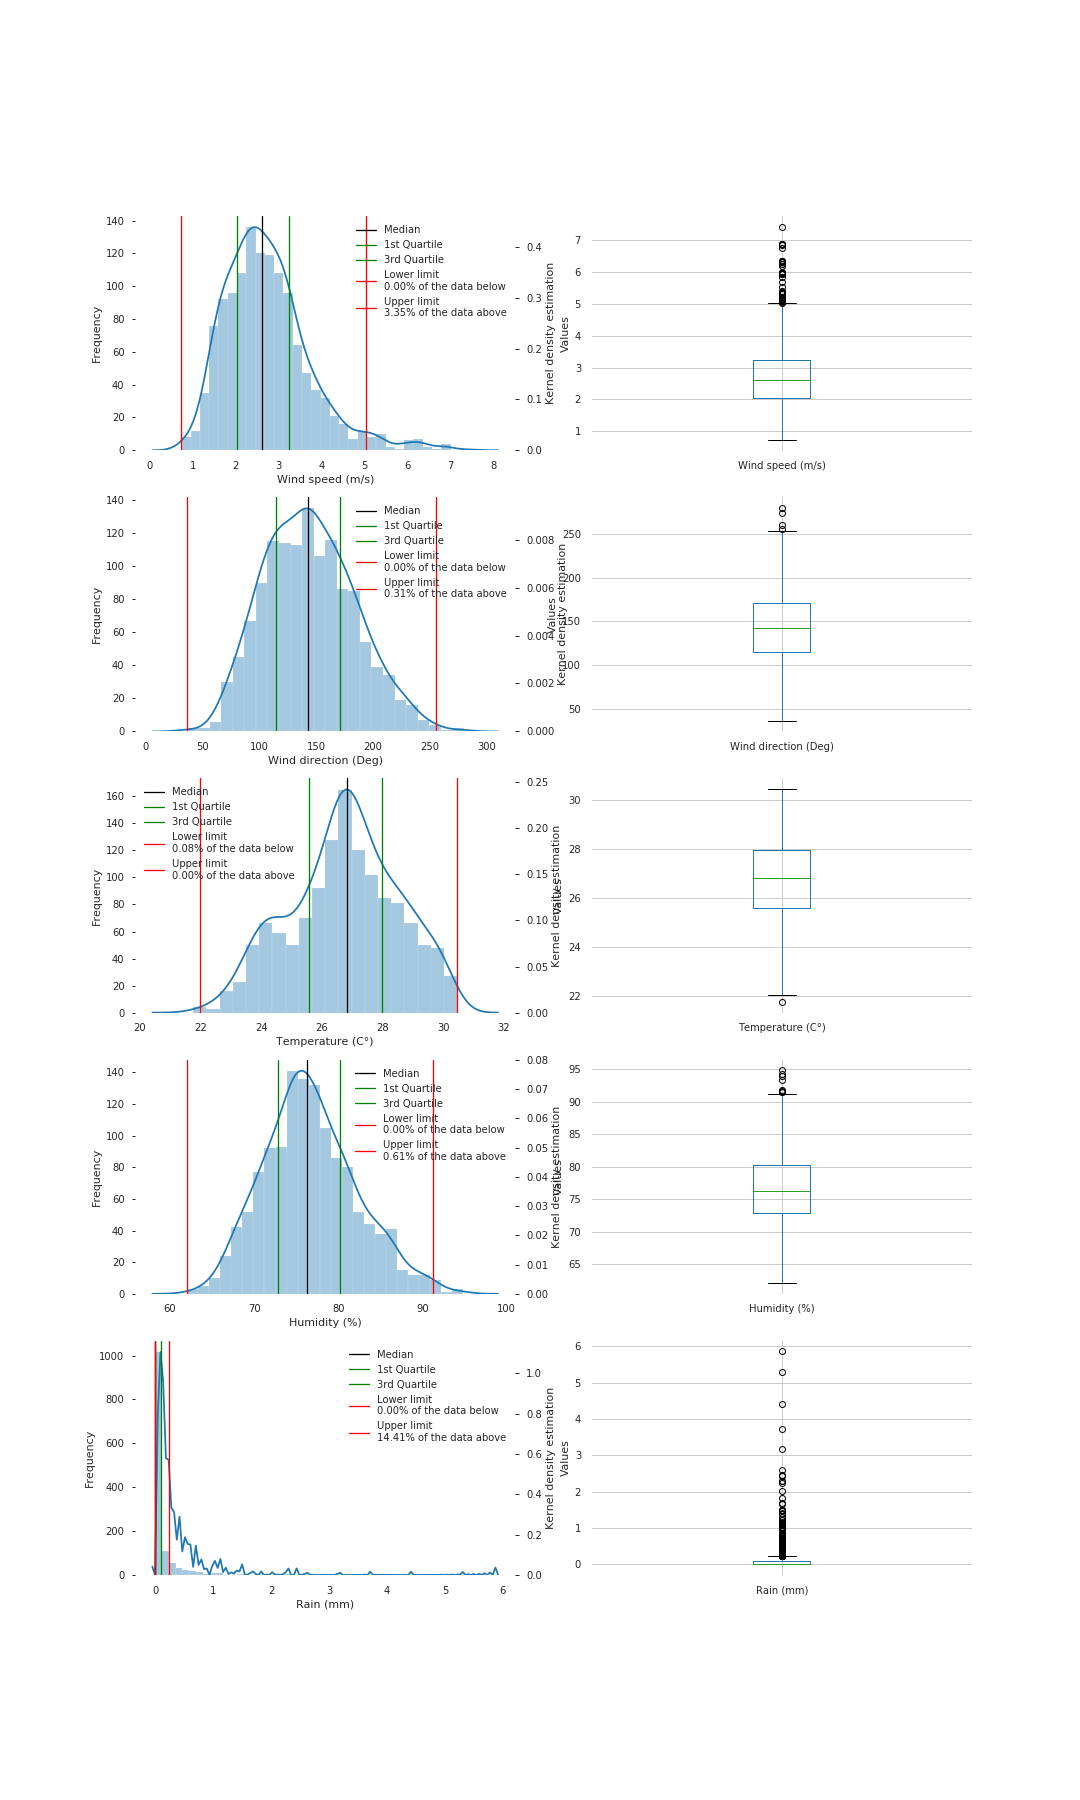 140
120
100
80
60
40
20
0
Frequency
0 1 2 3 4 5 6 7 8
Wind speed (m/s)
Median
1st Quartile
3rd Quartile
Lower limit
0.00% of the data below
Upper limit
3.35% of the data above
0.4
0.3
0.2
0.1
0.0
Kernel density estimation
Values
7
6
5
4
3
2
1
Wind speed (m/s)
140
120
100
80
60
40
20
0
Frequency
0 50 100 150 200 250 300
Wind direction (Deg)
Median
1st Quartile
3rd Quartile
Lower limit
0.00% of the data below
Upper limit
0.31% of the data above
0.008
0.006
0.004
0.002
0.000
Kernel density estimation
Values
250
200
150
100
50
Wind direction (Deg)
160
140
120
100
80
60
40
20
0
Frequency
20 22 24 26 28 30 32
Temperature (C°)
Median
1st Quartile
3rd Quartile
Lower limit
0.08% of the data below
Upper limit
0.00% of the data above
0.25
0.20
0.15
0.10
0.05
0.00
Kernel density estimation
Values
30
28
26
24
22
Temperature (C°)
140
120
100
80
60
40
20
0
Frequency
60 70 80 90 100
Humidity (%)
Median
1st Quartile
3rd Quartile
Lower limit
0.00% of the data below
Upper limit
0.61% of the data above
0.08
0.07
0.06
0.05
0.04
0.03
0.02
0.01
0.00
Kernel density estimation
Values
95
90
85
80
75
70
65
Humidity (%)
1000
800
600
400
200
0
Frequency
0 1 2 3 4 5 6
Rain (mm)
Median
1st Quartile
3rd Quartile
Lower limit
0.00% of the data below
Upper limit
14.41% of the data above
1.0
0.8
0.6
0.4
0.2
0.0
Kernel density estimation
Values
6
5
4
3
2
1
0
Rain (mm)